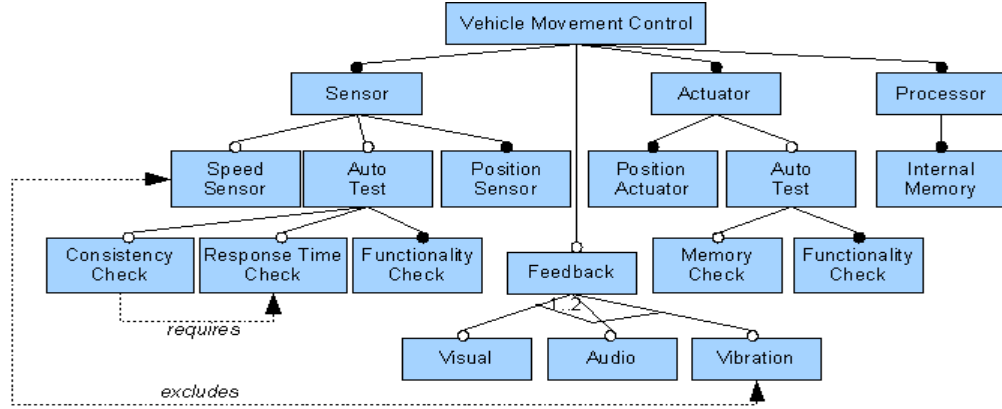 Vehicle Movement Control
Sensor
Actuator
Processor
Speed
Sensor
Auto
Test
Position
Sensor
Position
Actuator
Auto
Test
Internal
Memory
Consistency
Check
Response Time
Check
Functionality
Check
Feedback
Memory
Check
Functionality
Check
1..2
requires
Visual
Audio
Vibration
excludes